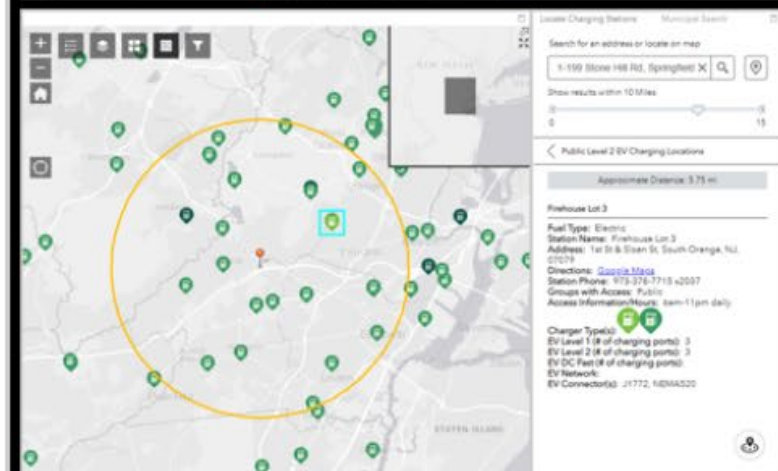 Locate Charging Stations Municipal Search
Search for an address or locate on map
1-199 Stone Hill Rd, Springfield
Show results within 10 Miles
0 15
Public Level 2 EV Charging Locations
Approximate Distance: 5.75 mi
Firehouse Lot 3
Fuel Type: Electric
Station Name: Firehouse Lot 3
Address: 1st St & Sloan St, South Orange, NJ,
07079
Directions: Google Maps
Station Phone: 973-378-7715 x2037
Groups with Access: Public
Access Information/Hours: 6am-11pm daily
Charger Type(s):
EV Level 1 (# of charging ports): 3
EV Level 2 (# of charging ports): 3
EV DC Fast (# of charging ports):
EV Network:
EV Connector(s): J1772, NEMA520
NEW JERSEY
STATEN ISLAND